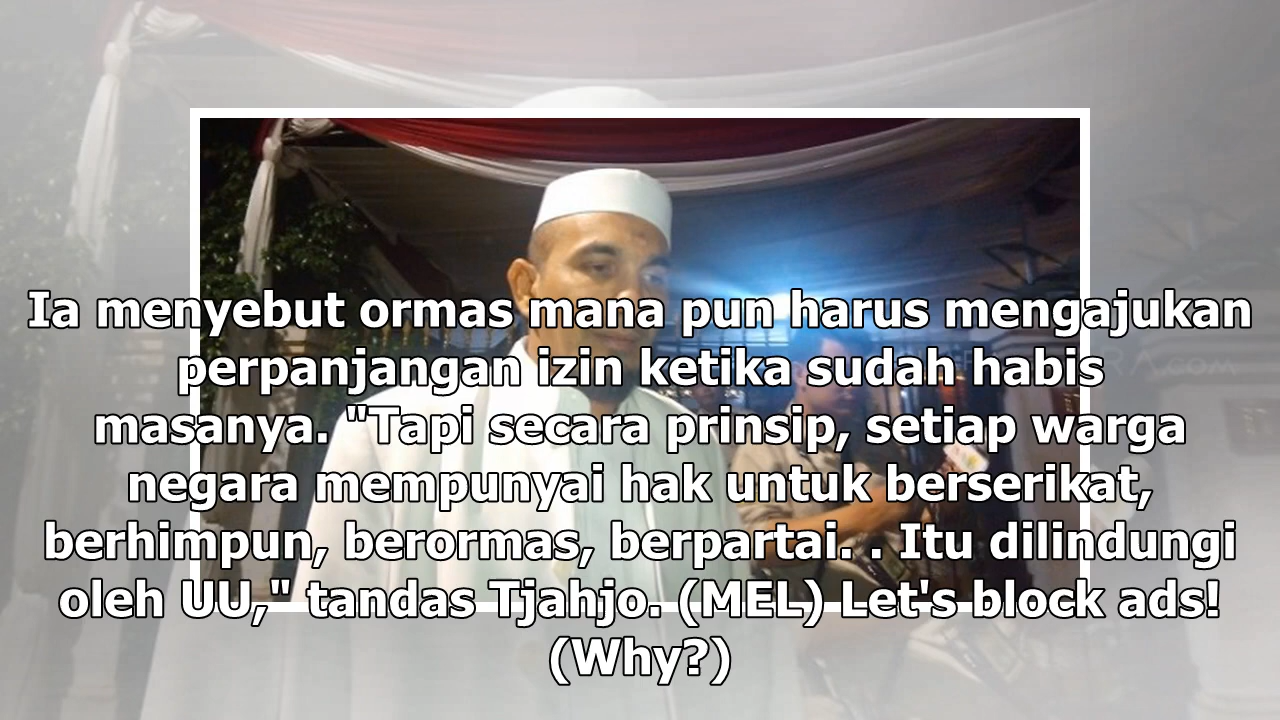 Ia menyebut ormas mana pun harus mengajukan
perpanjangan izin ketika sudah habis
masanya. "Tapi secara prinsip, setiap warga
negara mempunyai hak untuk berserikat,
berhimpun, berormas, berpartai. . Itu dilindungi
oleh UU," tandas Tjahjo. (MEL) Let's block ads!
(Why?)